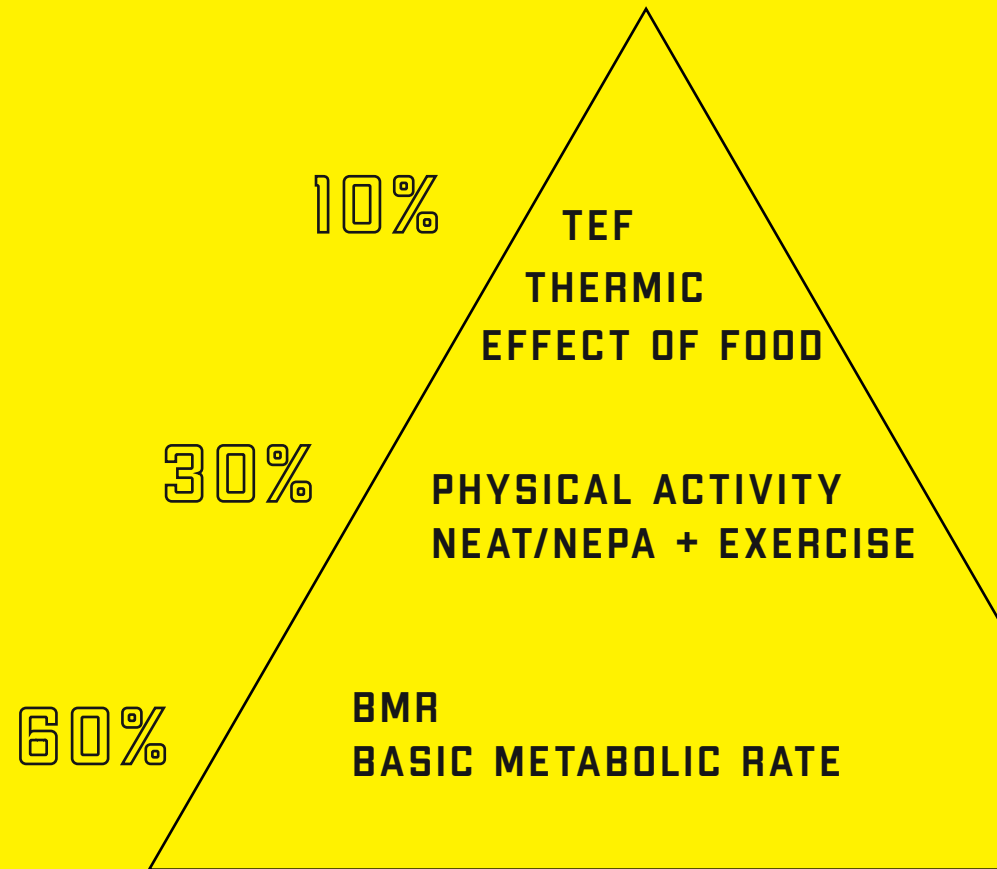 10%
TEF
THERMIC
EFFECT OF FOOD
30%
PHYSICAL ACTIVITY
NEAT/NEPA + EXERCISE
60%
BMR
BASIC METABOLIC RATE